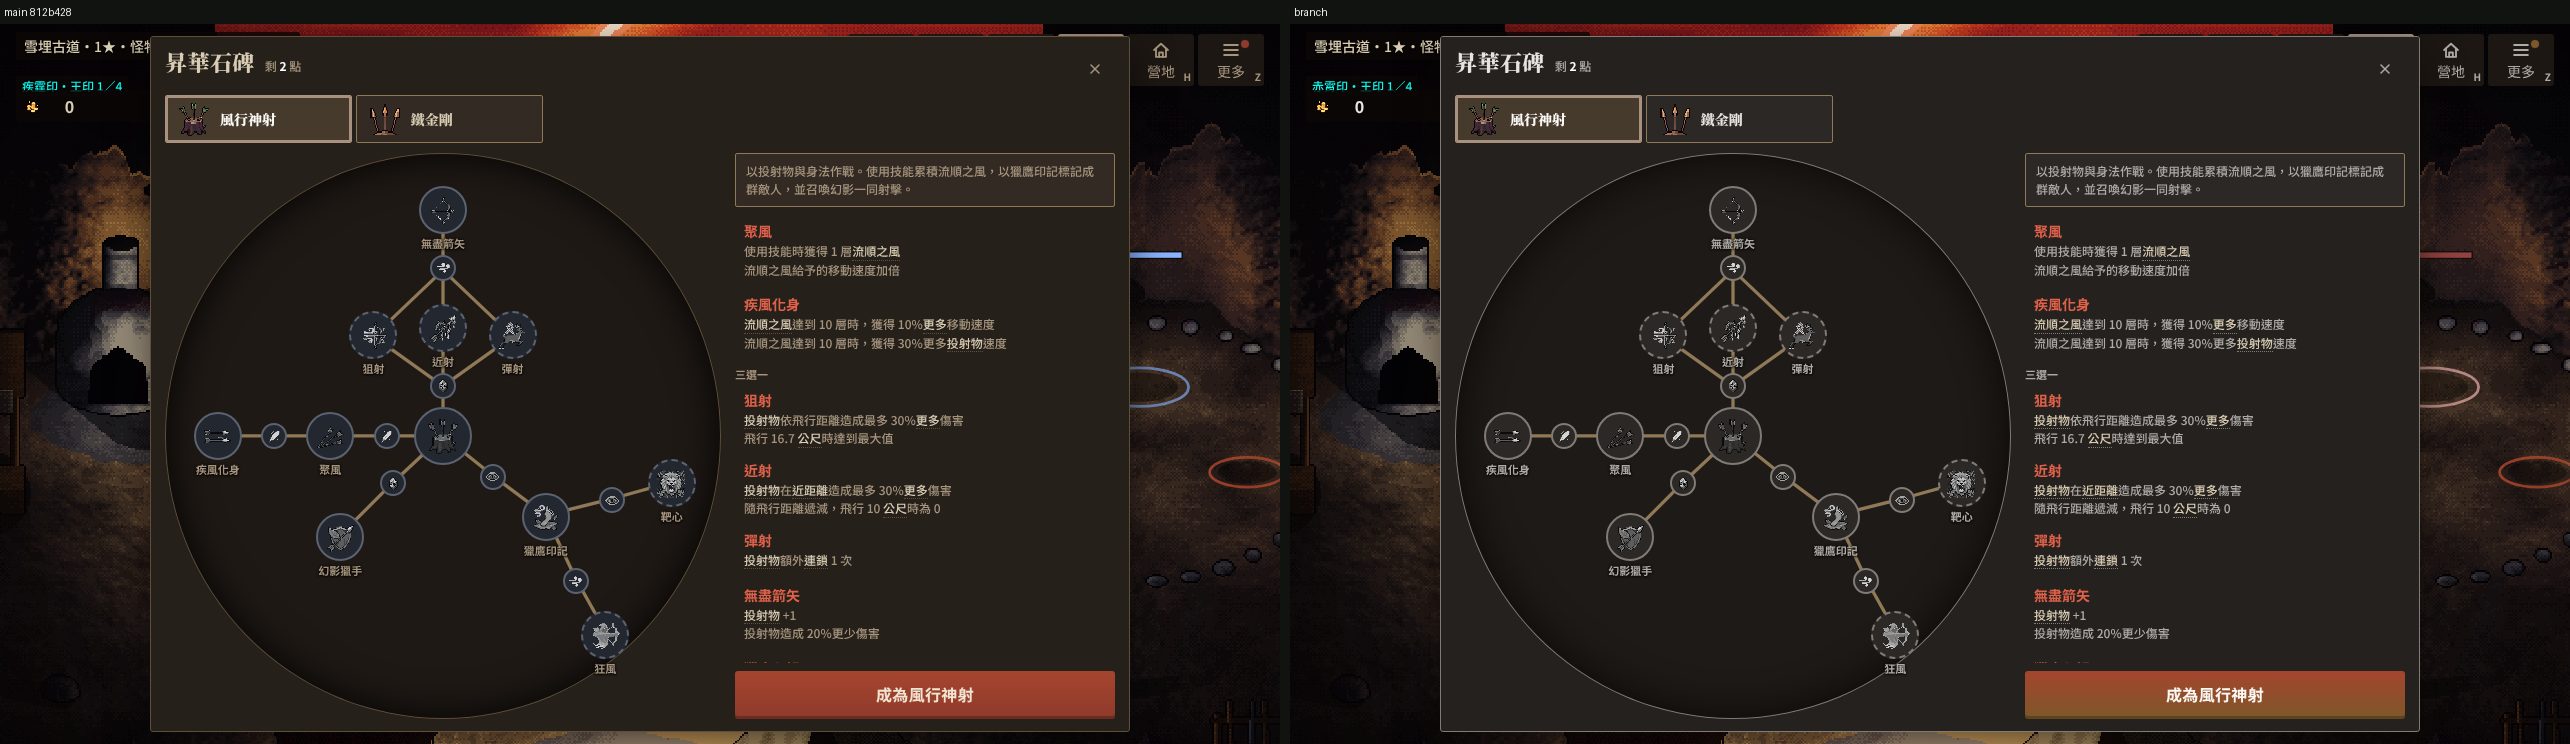 main 812b428
雪埋古道・1★・怪
疾霆印・王印 1／4
0
昇華石碑 剩 2 點
×
營地 H
更多 Z
風行神射
鐵金剛
無盡箭矢
狙射
近射
彈射
疾風化身
聚風
幻影獵手
獵鷹印記
靶心
狂風
以投射物與身法作戰。使用技能累積流順之風，以獵鷹印記標記成
群敵人，並召喚幻影一同射擊。
聚風
使用技能時獲得 1 層流順之風
流順之風給予的移動速度加倍
疾風化身
流順之風達到 10 層時，獲得 10%更多移動速度
流順之風達到 10 層時，獲得 30%更多投射物速度
三選一
狙射
投射物依飛行距離造成最多 30%更多傷害
飛行 16.7 公尺時達到最大值
近射
投射物在近距離造成最多 30%更多傷害
隨飛行距離遞減，飛行 10 公尺時為 0
彈射
投射物額外連鎖 1 次
無盡箭矢
投射物 +1
投射物造成 20%更少傷害
成為風行神射
branch
雪埋古道・1★・怪
赤霄印・王印 1／4
0
昇華石碑 剩 2 點
×
營地 H
更多 Z
風行神射
鐵金剛
無盡箭矢
狙射
近射
彈射
疾風化身
聚風
幻影獵手
獵鷹印記
靶心
狂風
以投射物與身法作戰。使用技能累積流順之風，以獵鷹印記標記成
群敵人，並召喚幻影一同射擊。
聚風
使用技能時獲得 1 層流順之風
流順之風給予的移動速度加倍
疾風化身
流順之風達到 10 層時，獲得 10%更多移動速度
流順之風達到 10 層時，獲得 30%更多投射物速度
三選一
狙射
投射物依飛行距離造成最多 30%更多傷害
飛行 16.7 公尺時達到最大值
近射
投射物在近距離造成最多 30%更多傷害
隨飛行距離遞減，飛行 10 公尺時為 0
彈射
投射物額外連鎖 1 次
無盡箭矢
投射物 +1
投射物造成 20%更少傷害
成為風行神射